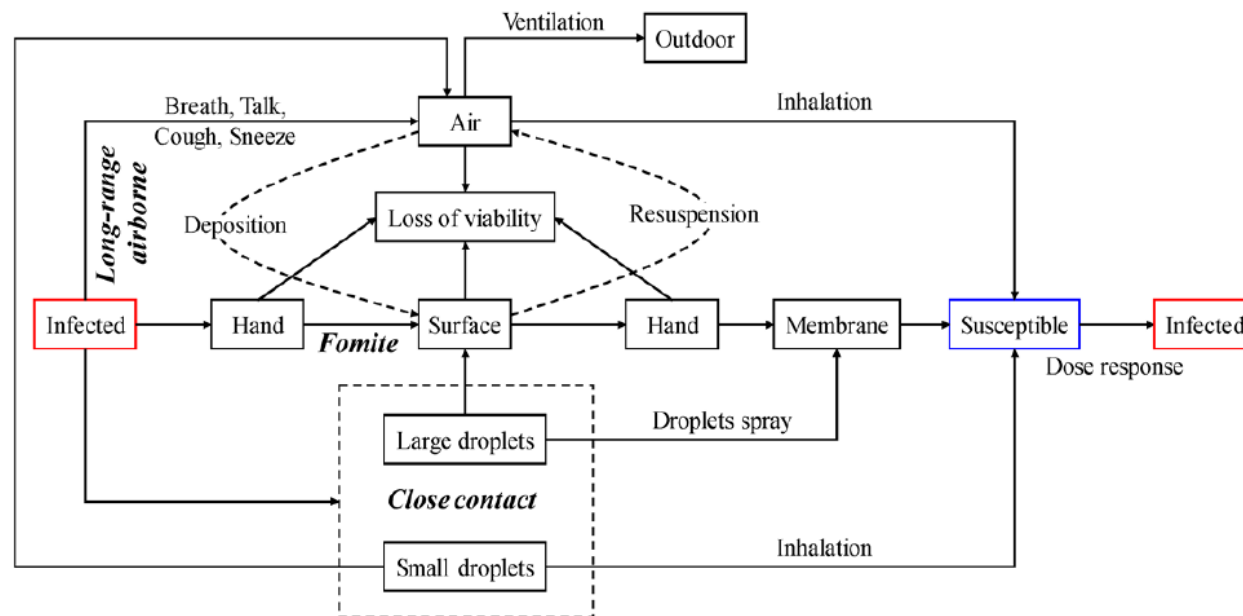 Ventilation
Outdoor
Breath, Talk,
Cough, Sneeze
Air
Inhalation
Long-range
airborne
Deposition
Loss of viability
Resuspension
Infected
Hand
Fomite
Surface
Hand
Membrane
Susceptible
Infected
Dose response
Large droplets
Droplets spray
Close contact
Small droplets
Inhalation